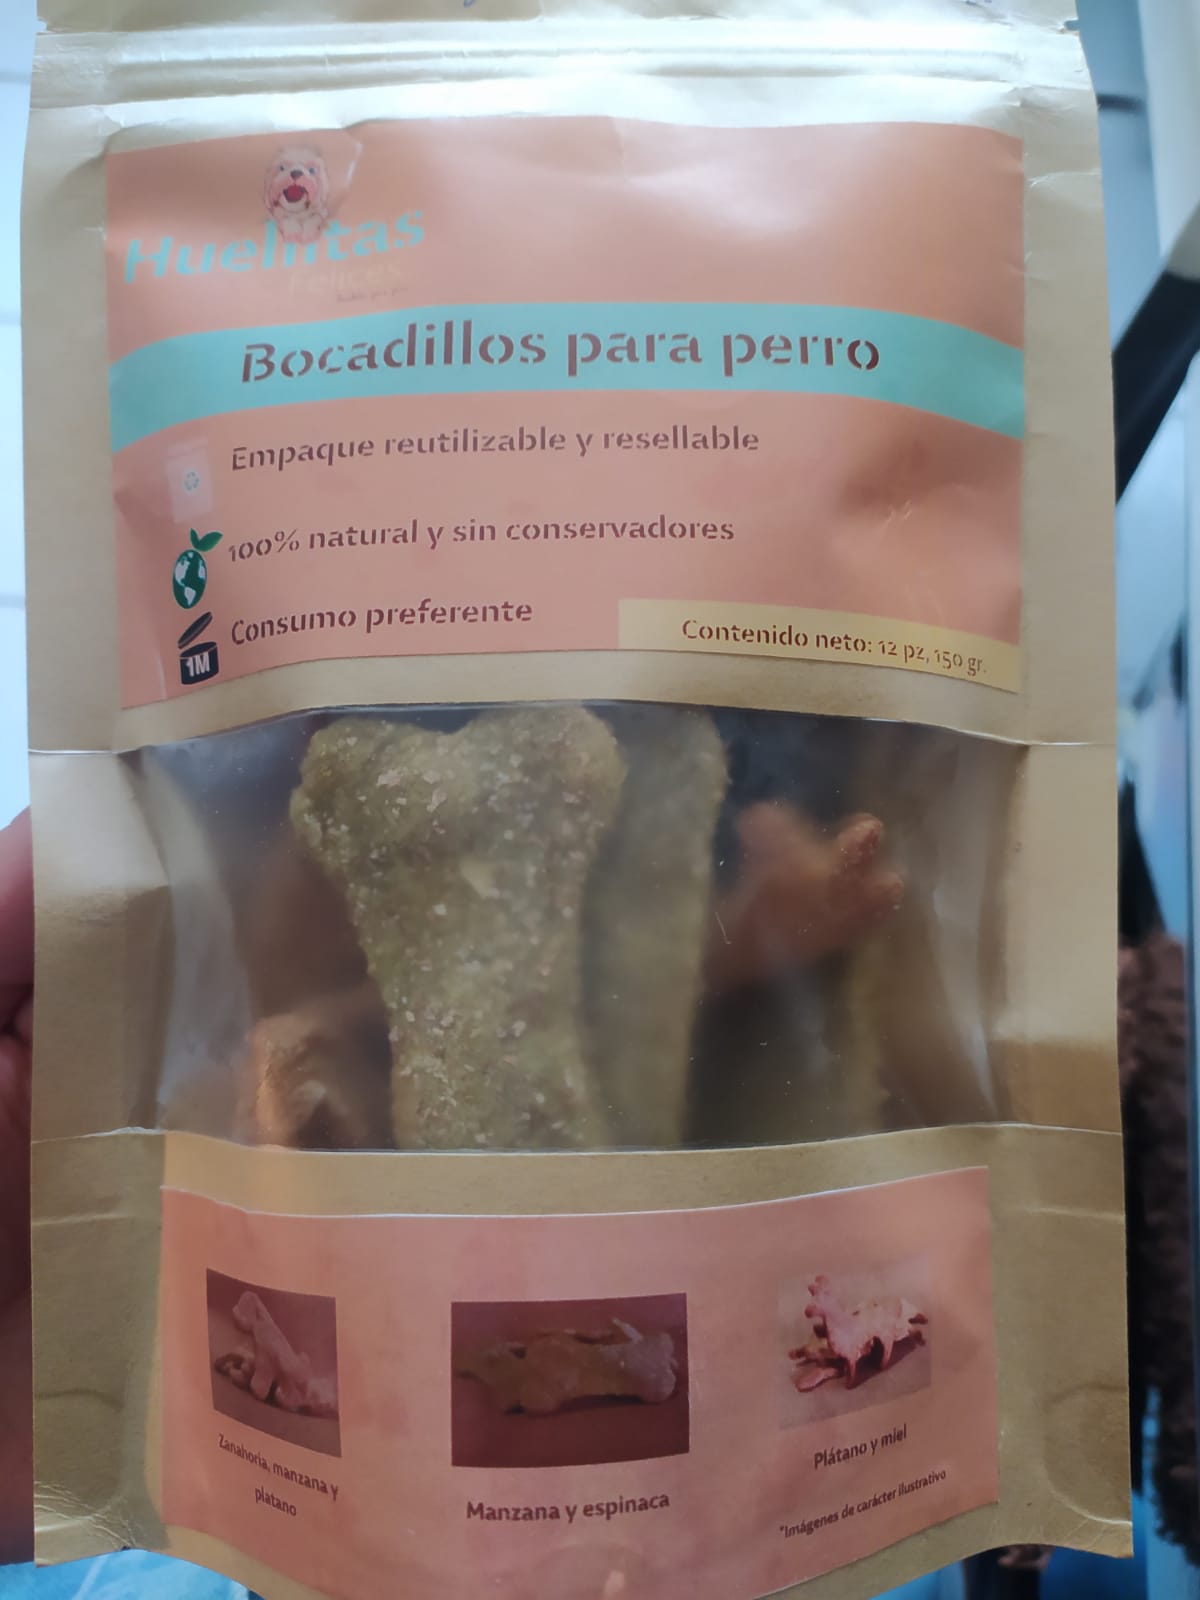 Huellitas
Felices
Bocadillos para perro
Empaque reutilizable y resellable
100% natural y sin conservadores
Consumo preferente
1M
Contenido neto: 12 pz, 150 gr.
Zanahoria, manzana y
platano
Manzana y espinaca
Plátano y miel
*Imágenes de carácter ilustrativo